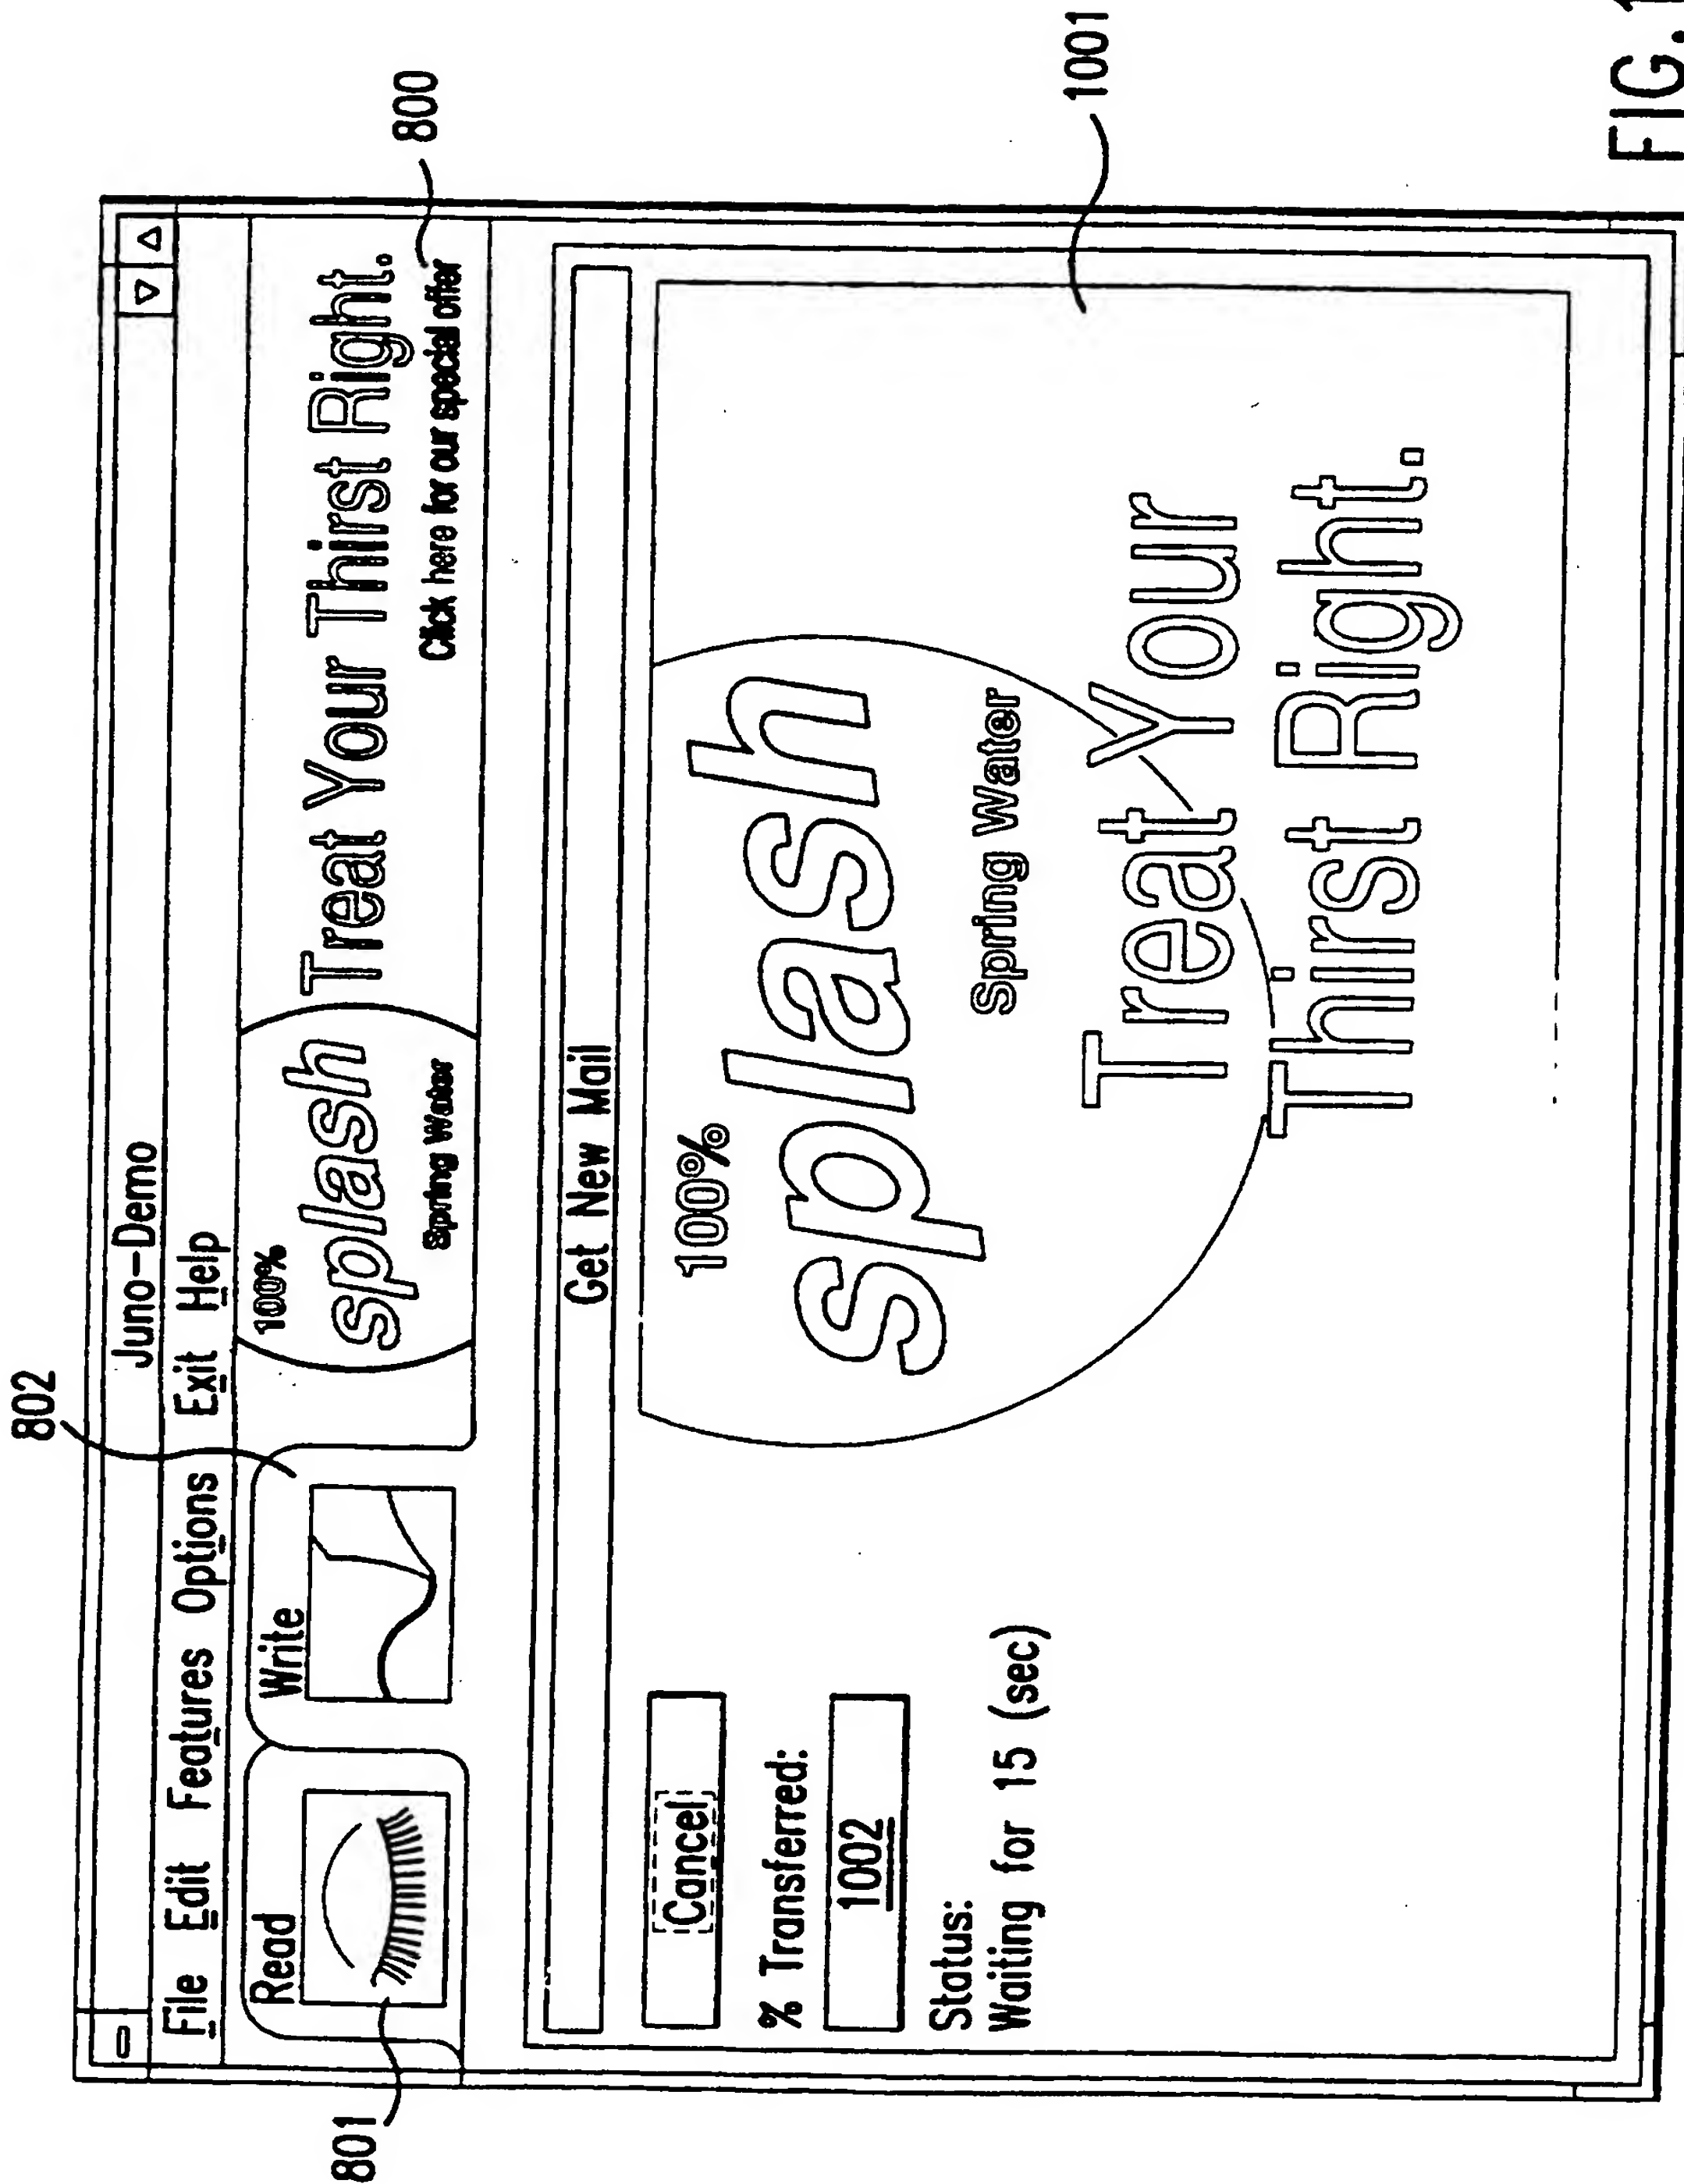 802
800
Juno-Demo
File Edit Features Options Exit Help
Read
Write
100%
splash
Spring Water
Treat Your Thirst Right.
Click here for our special offer
801
Get New Mail
Cancel
% Transferred:
1002
Status:
Waiting for 15 (sec)
100%
splash
Spring Water
Treat Your
Thirst Right.
1001
FIG.